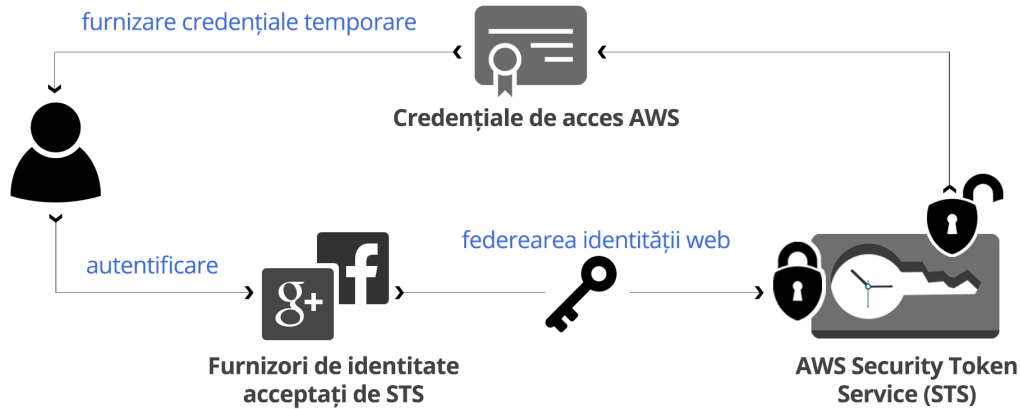 furnizare credențiale temporare
Credențiale de acces AWS
autentificare
federearea identității web
g+
f
Furnizori de identitate
acceptați de STS
AWS Security Token
Service (STS)